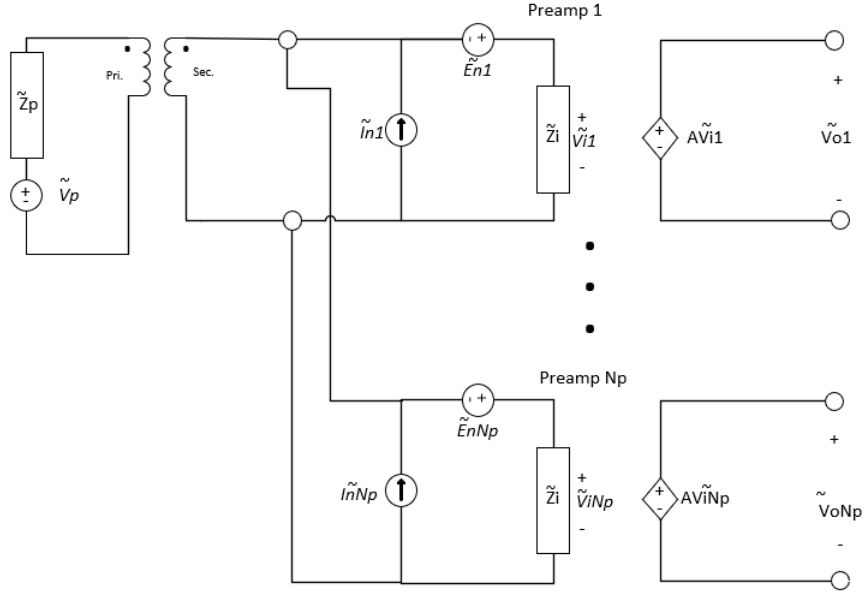 Preamp 1
Pri.
Sec.
Z̃p
Ṽp
Ĩn1
Ẽn1
Z̃i
+
Ṽi1
-
AṼi1
+
Ṽo1
-
Preamp Np
ĨnNp
ẼnNp
Z̃i
+
ṼiNp
-
AṼiNp
+
ṼoNp
-